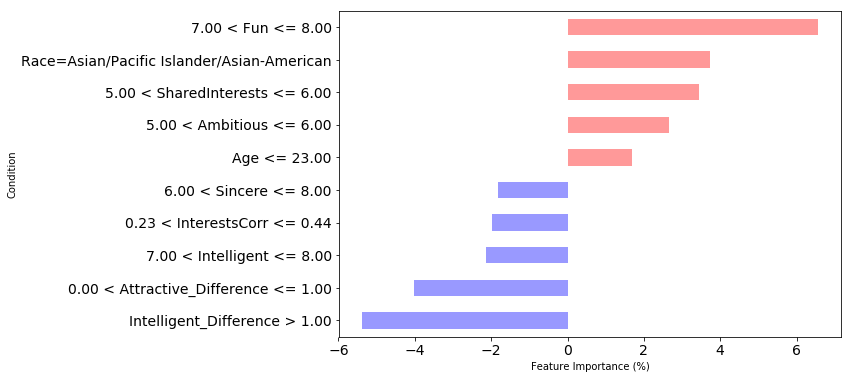 7.00 < Fun <= 8.00
Race=Asian/Pacific Islander/Asian-American
5.00 < SharedInterests <= 6.00
5.00 < Ambitious <= 6.00
Age <= 23.00
6.00 < Sincere <= 8.00
0.23 < InterestsCorr <= 0.44
7.00 < Intelligent <= 8.00
0.00 < Attractive_Difference <= 1.00
Intelligent_Difference > 1.00
Condition
−6 −4 −2 0 2 4 6
Feature Importance (%)